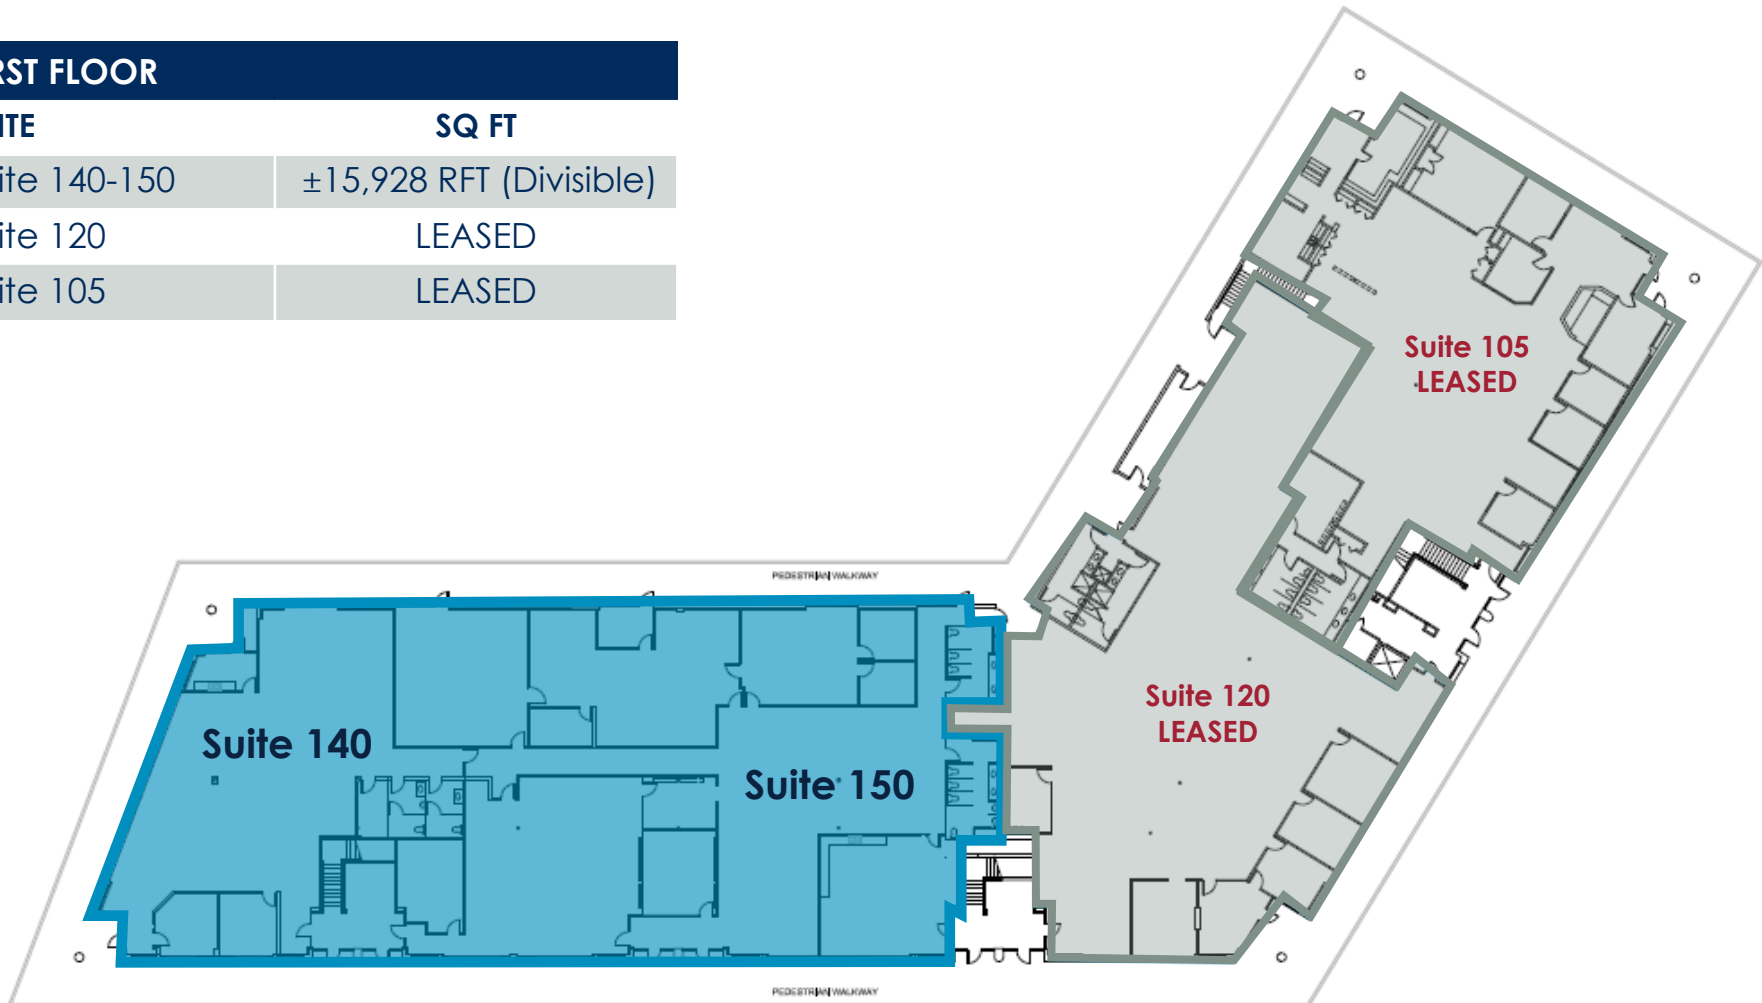 RST FLOOR
ITE SQ FT
ite 140-150 ±15,928 RFT (Divisible)
ite 120 LEASED
ite 105 LEASED
Suite 105
LEASED
PEDESTRIAN WALKWAY
Suite 120
LEASED
Suite 140
Suite 150
PEDESTRIAN WALKWAY